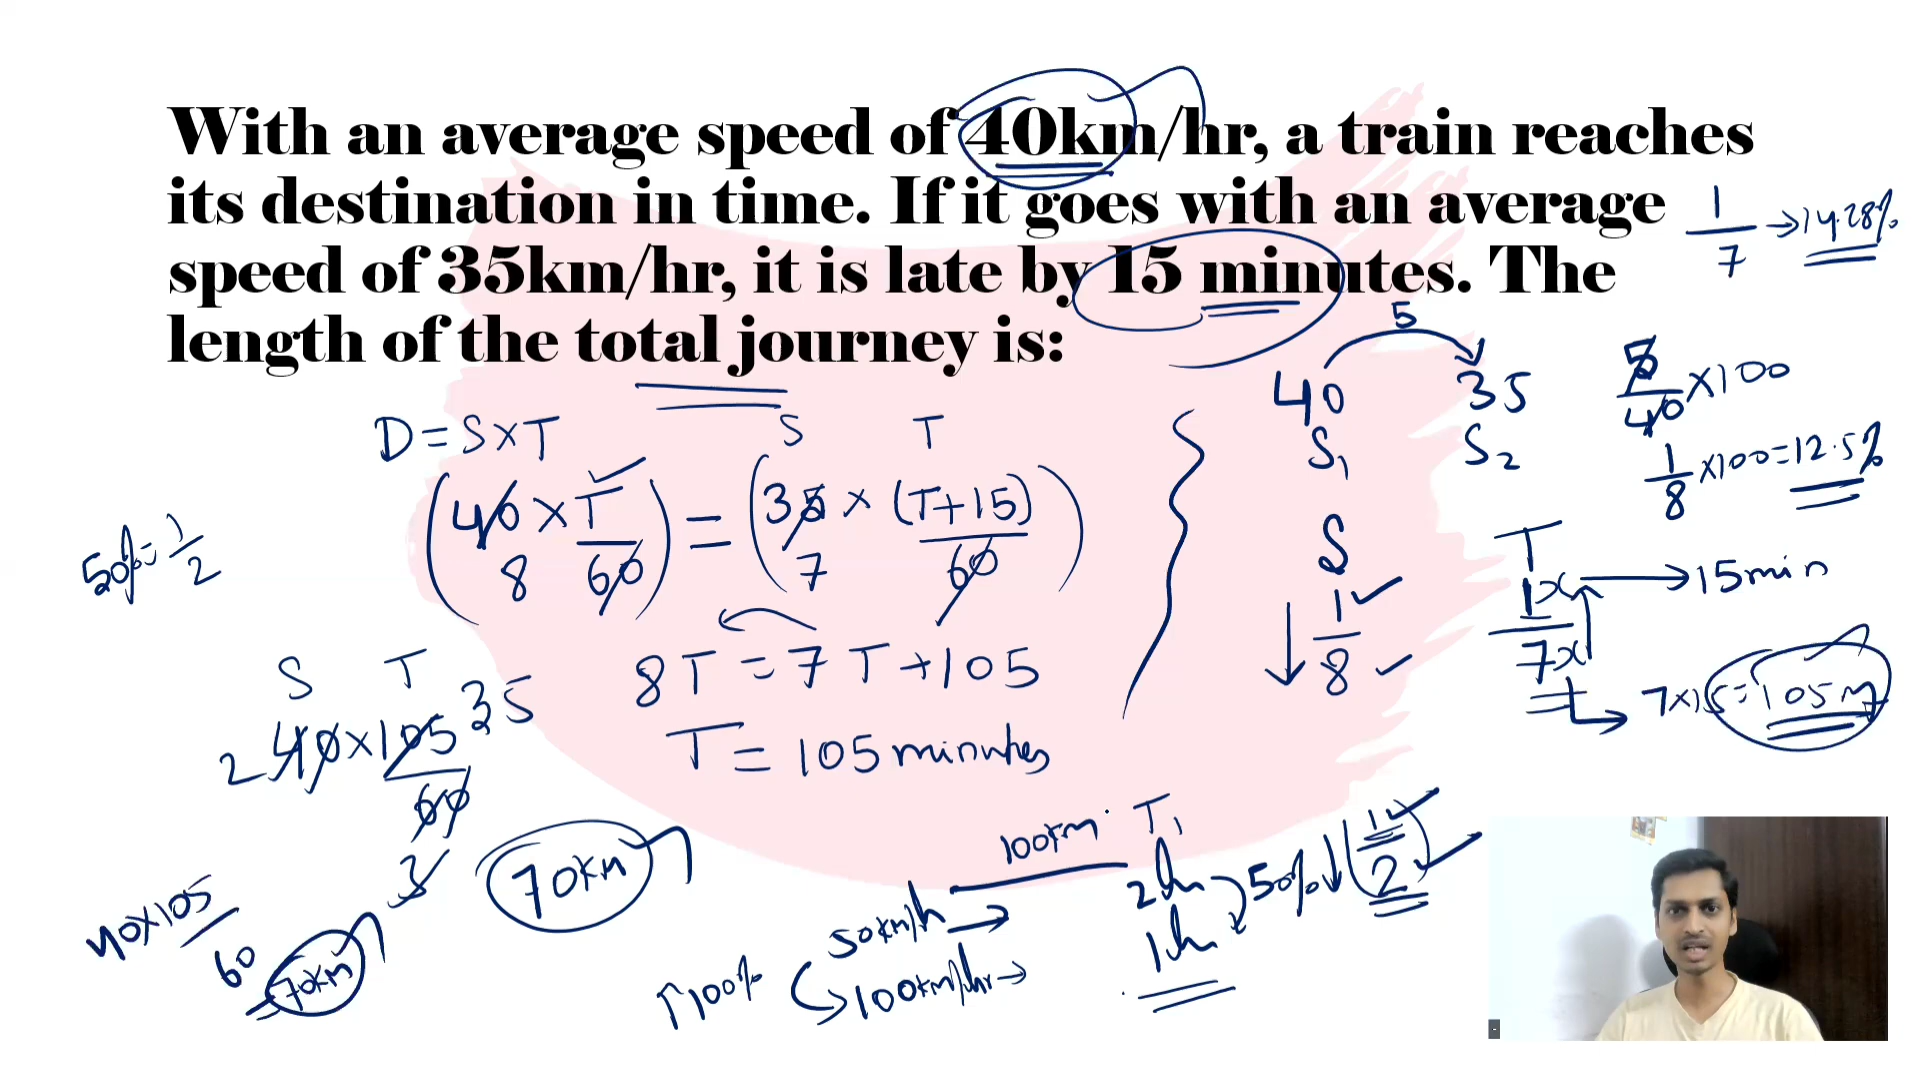 With an average speed of 40km/hr, a train reaches
its destination in time. If it goes with an average
speed of 35km/hr, it is late by 15 minutes. The
length of the total journey is:
1/7 → 14.28%
5
40 35
S1 S2
5/40 × 100
1/8 × 100 = 12.5%
D = S × T
S T
(40 × T/60) = (35 × (T+15)/60)
8 7
8T = 7T + 105
T = 105 minutes
50% = 1/2
S T
2 40 × 105 35
60
3
70km
40 × 105
60
= 70km
S
1/8
T
1x → 15 min
7x
7 × 15 = 105 m
100km
T1
50km/h → 2h
↑100% 100km/hr → 1h
50% ↓ (1/2)